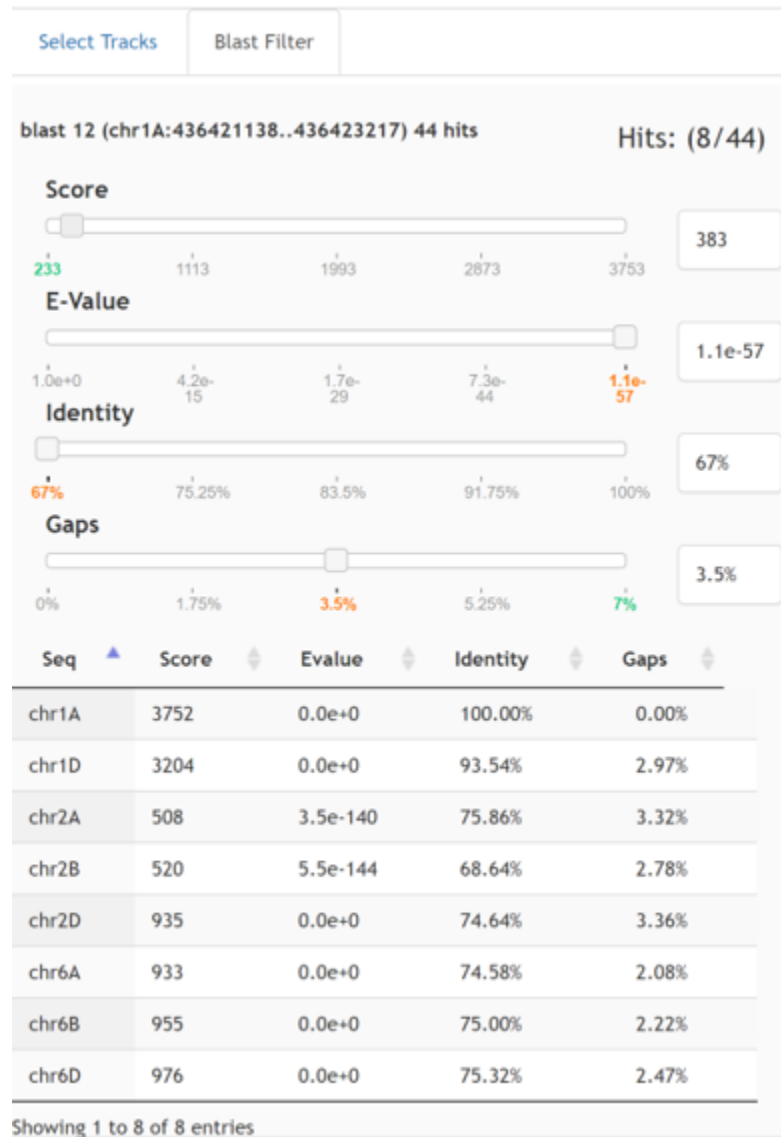 Select Tracks Blast Filter
blast 12 (chr1A:436421138..436423217) 44 hits Hits: (8/44)
Score
383
233 1113 1993 2873 3753
E-Value
1.1e-57
1.0e+0 4.2e-15 1.7e-29 7.3e-44 1.1e-57
Identity
67%
67% 75.25% 83.5% 91.75% 100%
Gaps
3.5%
0% 1.75% 3.5% 5.25% 7%
Seq Score Evalue Identity Gaps
chr1A 3752 0.0e+0 100.00% 0.00%
chr1D 3204 0.0e+0 93.54% 2.97%
chr2A 508 3.5e-140 75.86% 3.32%
chr2B 520 5.5e-144 68.64% 2.78%
chr2D 935 0.0e+0 74.64% 3.36%
chr6A 933 0.0e+0 74.58% 2.08%
chr6B 955 0.0e+0 75.00% 2.22%
chr6D 976 0.0e+0 75.32% 2.47%
Showing 1 to 8 of 8 entries